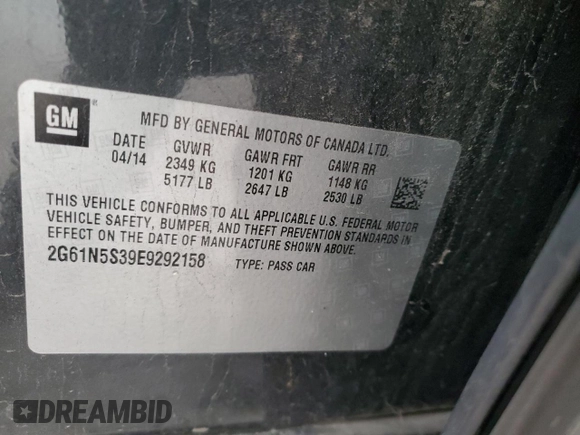 GM ®
MFD BY GENERAL MOTORS OF CANADA LTD.
DATE GVWR GAWR FRT GAWR RR
04/14 2349 KG 1201 KG 1148 KG
5177 LB 2647 LB 2530 LB
THIS VEHICLE CONFORMS TO ALL APPLICABLE U.S. FEDERAL MOTOR
VEHICLE SAFETY, BUMPER, AND THEFT PREVENTION STANDARDS IN
EFFECT ON THE DATE OF MANUFACTURE SHOWN ABOVE.
2G61N5S39E9292158 TYPE: PASS CAR
DREAMBID